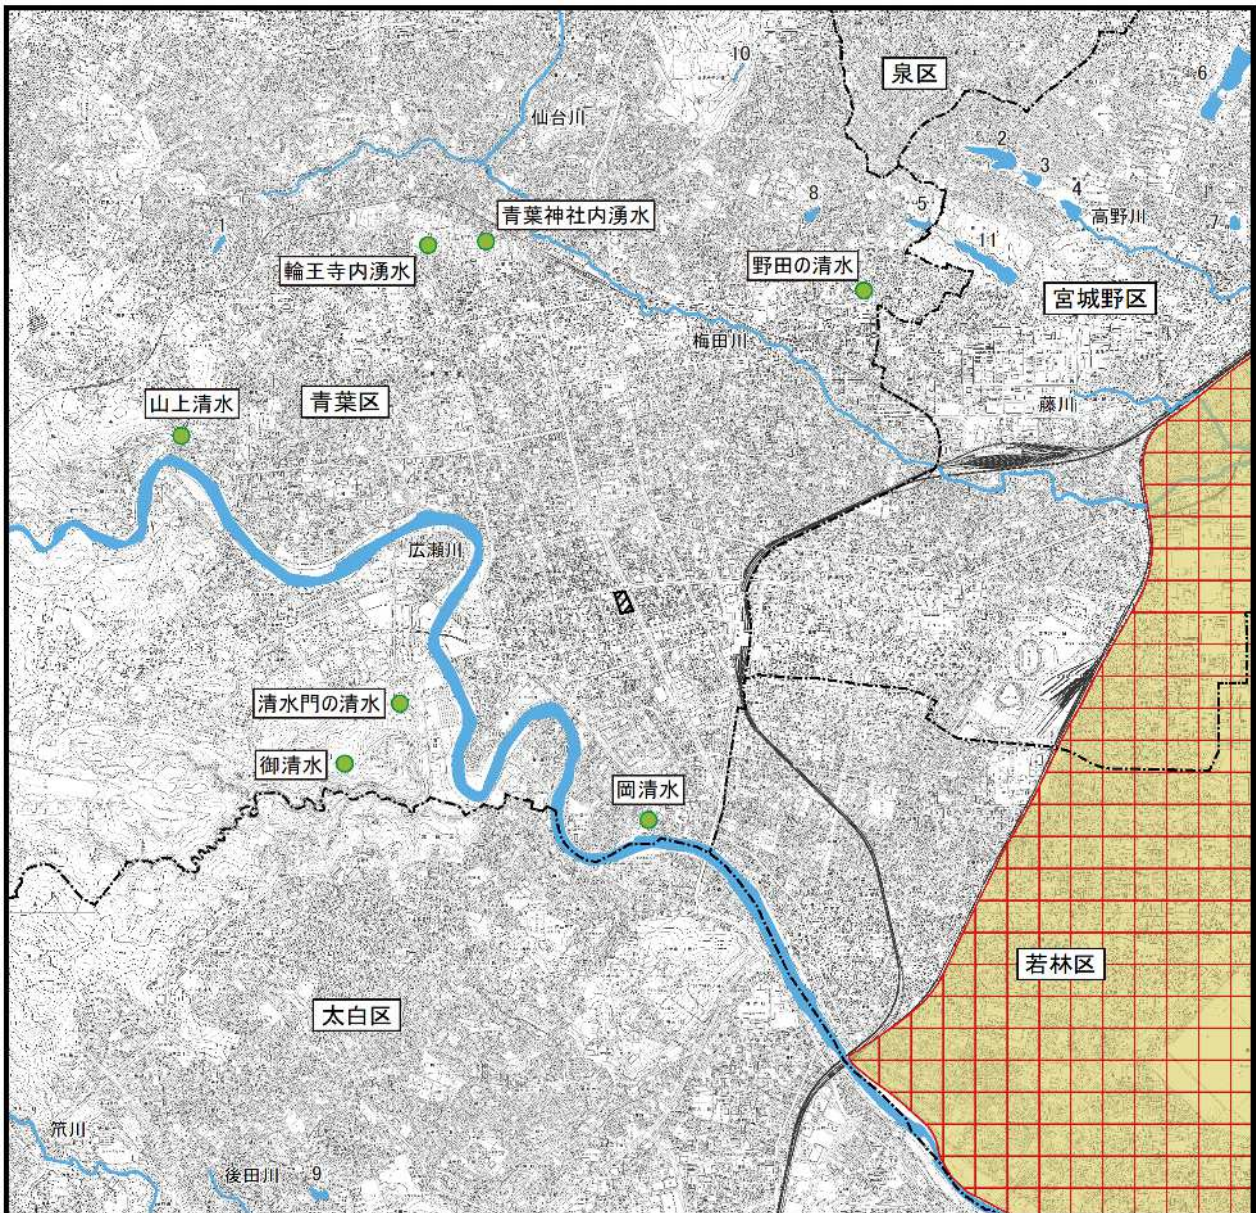 10
泉区
6
仙台川
2
3
4
8
5
高野川
7
1
青葉神社内湧水
11
輪王寺内湧水
野田の清水
宮城野区
梅田川
山上清水
青葉区
藤川
広瀬川
清水門の清水
御清水
岡清水
若林区
太白区
笊川
後田川
9